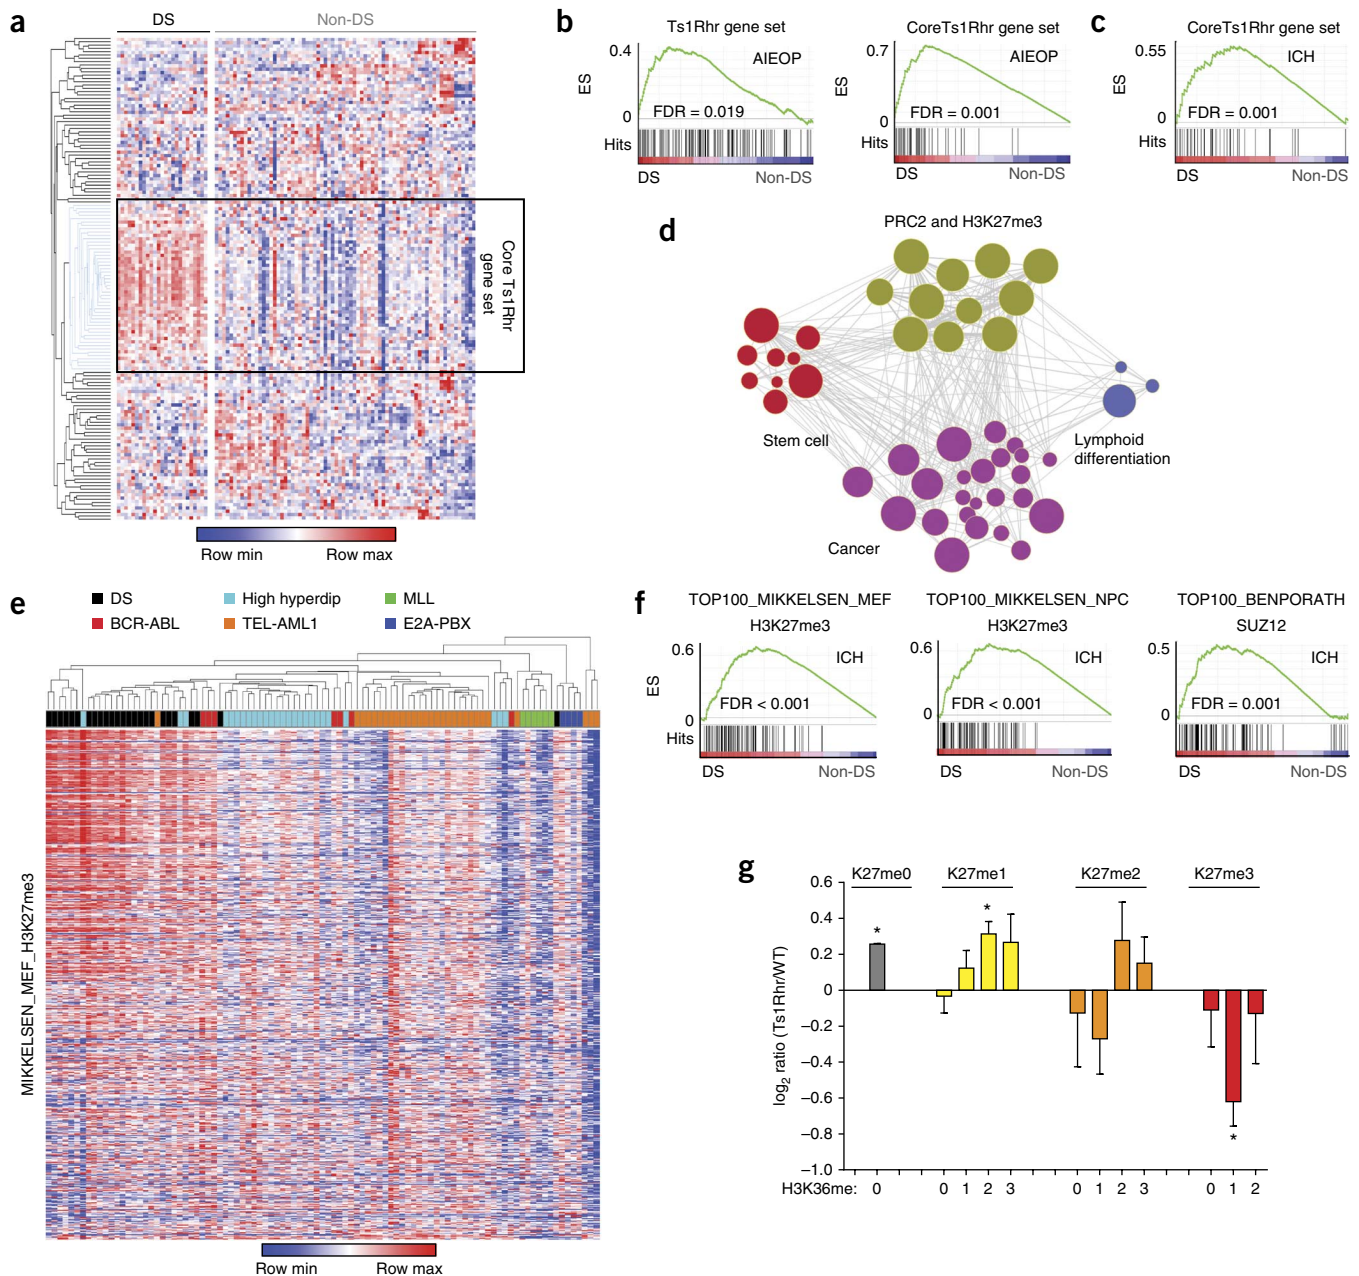 a
DS
Non-DS
Core Ts1Rhr
gene set
Row min
Row max
b
Ts1Rhr gene set
0.4
AIEOP
ES
FDR = 0.019
0
Hits
DS
Non-DS
CoreTs1Rhr gene set
0.7
AIEOP
ES
FDR = 0.001
0
Hits
DS
Non-DS
c
CoreTs1Rhr gene set
0.55
ICH
ES
FDR = 0.001
0
Hits
DS
Non-DS
d
PRC2 and H3K27me3
Stem cell
Lymphoid
differentiation
Cancer
e
DS
High hyperdip
MLL
BCR-ABL
TEL-AML1
E2A-PBX
MIKKELSEN_MEF_H3K27me3
Row min
Row max
f
TOP100_MIKKELSEN_MEF
H3K27me3
0.6
ICH
ES
FDR < 0.001
0
Hits
DS
Non-DS
TOP100_MIKKELSEN_NPC
H3K27me3
0.6
ICH
FDR < 0.001
0
DS
Non-DS
TOP100_BENPORATH
SUZ12
0.5
ICH
FDR = 0.001
0
DS
Non-DS
g
K27me0
K27me1
K27me2
K27me3
0.6
0.4
0.2
0
–0.2
–0.4
–0.6
–0.8
–1.0
log2 ratio (Ts1Rhr/WT)
*
*
*
H3K36me: 0 0 1 2 3 0 1 2 3 0 1 2